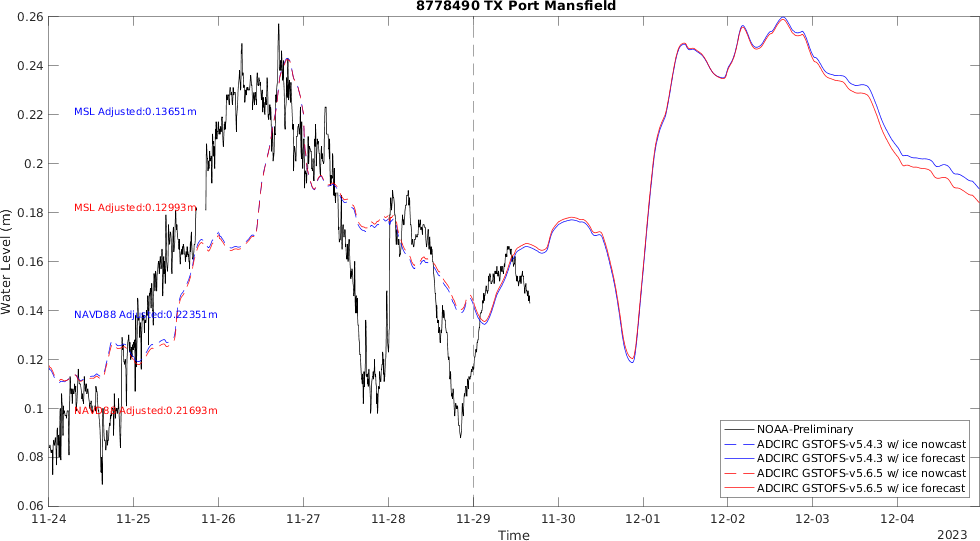 8778490 TX Port Mansfield
Water Level (m)
0.26
0.24
0.22
0.2
0.18
0.16
0.14
0.12
0.1
0.08
0.06
MSL Adjusted:0.13651m
MSL Adjusted:0.12993m
NAVD88 Adjusted:0.22351m
NAVD88 Adjusted:0.21693m
NOAA-Preliminary
ADCIRC GSTOFS-v5.4.3 w/ ice nowcast
ADCIRC GSTOFS-v5.4.3 w/ ice forecast
ADCIRC GSTOFS-v5.6.5 w/ ice nowcast
ADCIRC GSTOFS-v5.6.5 w/ ice forecast
11-24 11-25 11-26 11-27 11-28 11-29 11-30 12-01 12-02 12-03 12-04
Time
2023